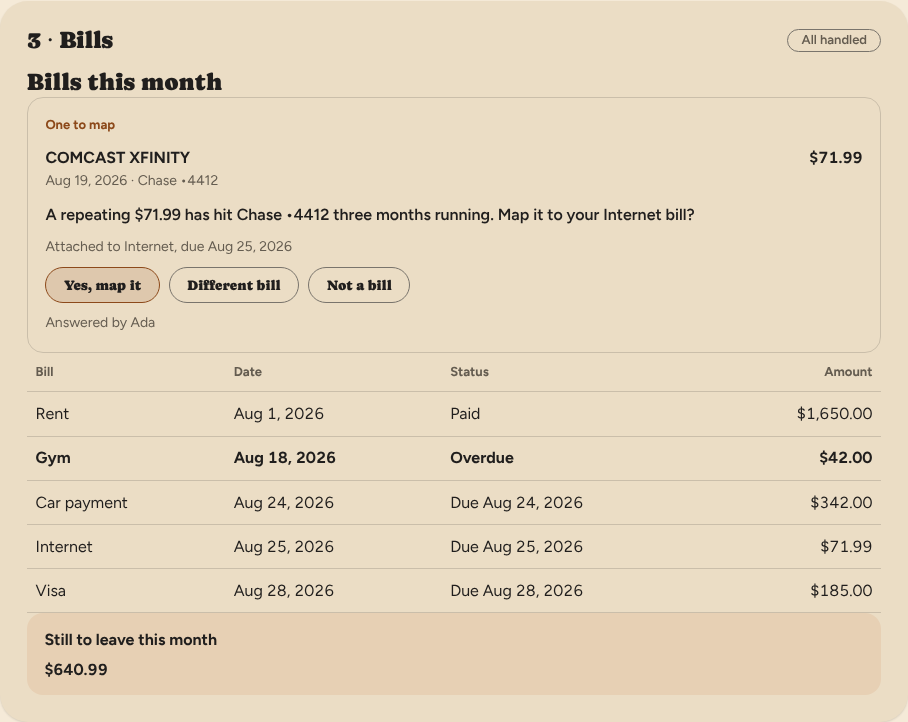 3 · Bills
All handled
Bills this month
One to map
COMCAST XFINITY $71.99
Aug 19, 2026 · Chase •4412
A repeating $71.99 has hit Chase •4412 three months running. Map it to your Internet bill?
Attached to Internet, due Aug 25, 2026
Yes, map it Different bill Not a bill
Answered by Ada
Bill Date Status Amount
Rent Aug 1, 2026 Paid $1,650.00
Gym Aug 18, 2026 Overdue $42.00
Car payment Aug 24, 2026 Due Aug 24, 2026 $342.00
Internet Aug 25, 2026 Due Aug 25, 2026 $71.99
Visa Aug 28, 2026 Due Aug 28, 2026 $185.00
Still to leave this month
$640.99